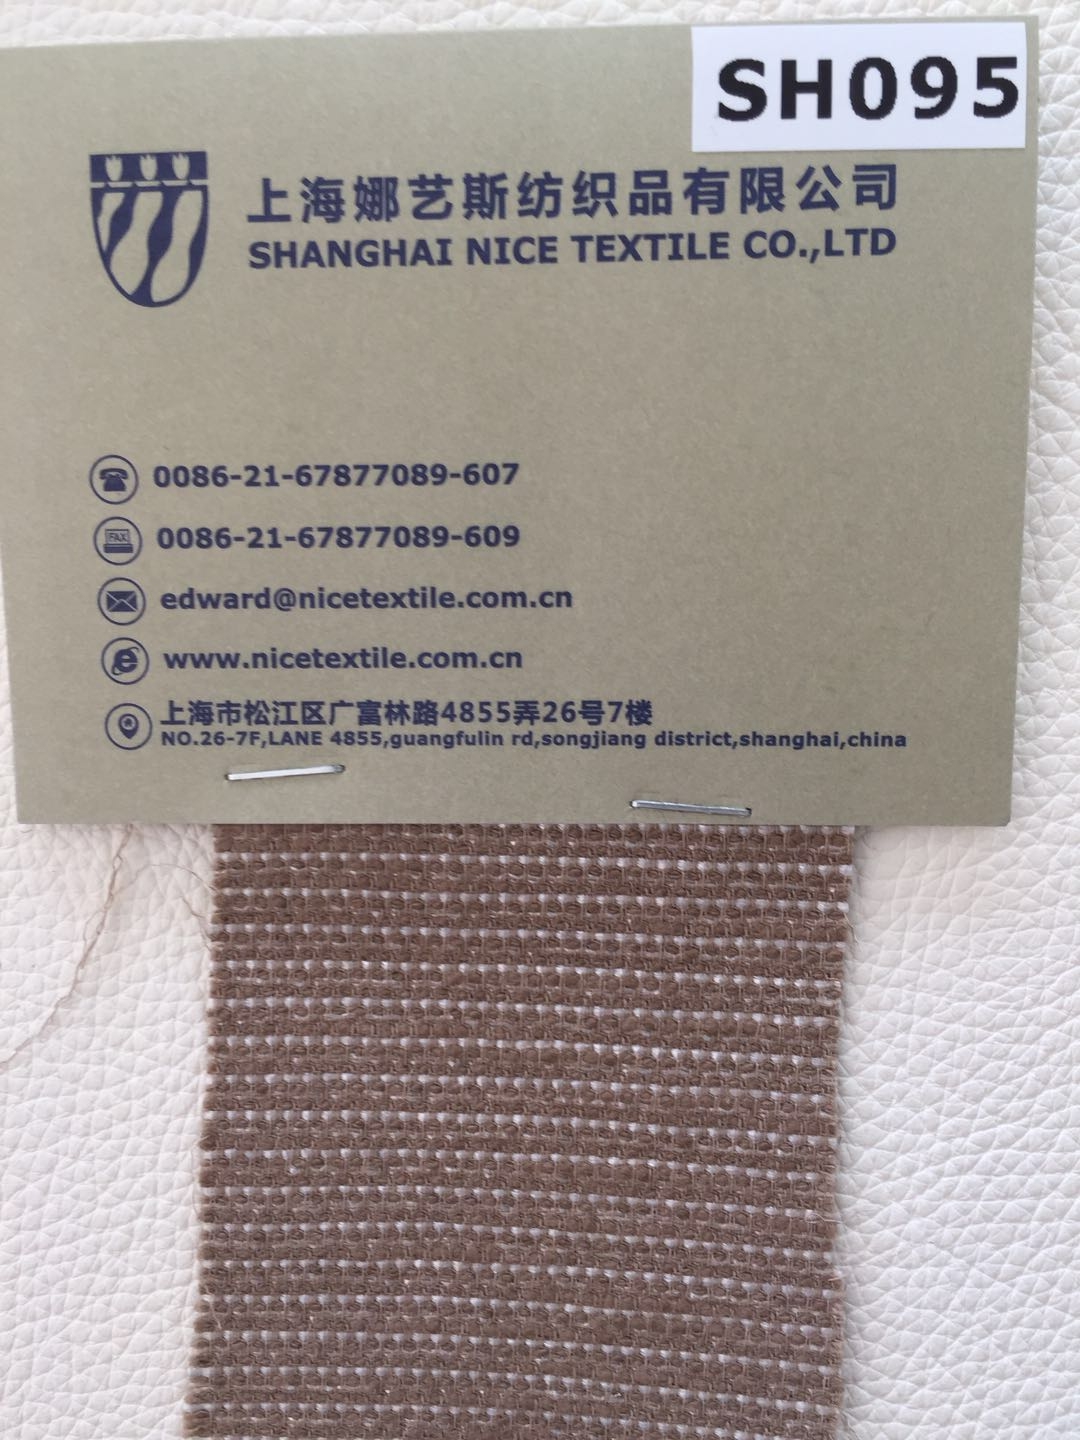 SH095
上海娜艺斯纺织品有限公司
SHANGHAI NICE TEXTILE CO.,LTD
0086-21-67877089-607
FAX
0086-21-67877089-609
edward@nicetextile.com.cn
www.nicetextile.com.cn
上海市松江区广富林路4855弄26号7楼
NO.26-7F,LANE 4855,guangfulin rd,songjiang district,shanghai,china